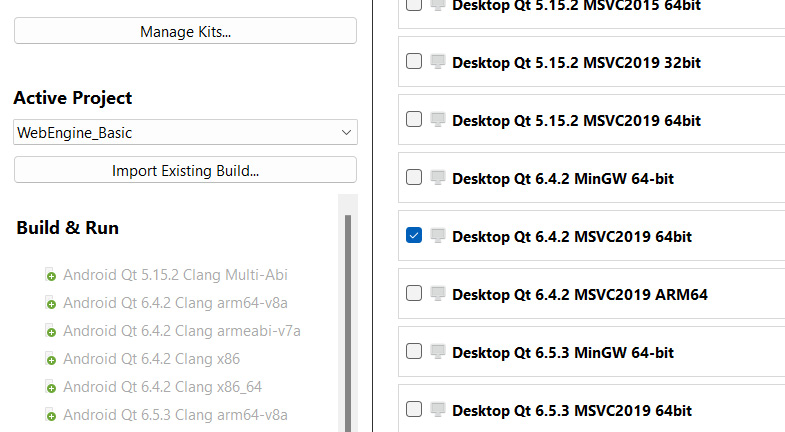 Manage Kits...
Active Project
WebEngine_Basic
Import Existing Build...
Build & Run
Android Qt 5.15.2 Clang Multi-Abi
Android Qt 6.4.2 Clang arm64-v8a
Android Qt 6.4.2 Clang armeabi-v7a
Android Qt 6.4.2 Clang x86
Android Qt 6.4.2 Clang x86_64
Android Qt 6.5.3 Clang arm64-v8a
Desktop Qt 5.15.2 MSVC2015 64bit
Desktop Qt 5.15.2 MSVC2019 32bit
Desktop Qt 5.15.2 MSVC2019 64bit
Desktop Qt 6.4.2 MinGW 64-bit
Desktop Qt 6.4.2 MSVC2019 64bit
Desktop Qt 6.4.2 MSVC2019 ARM64
Desktop Qt 6.5.3 MinGW 64-bit
Desktop Qt 6.5.3 MSVC2019 64bit